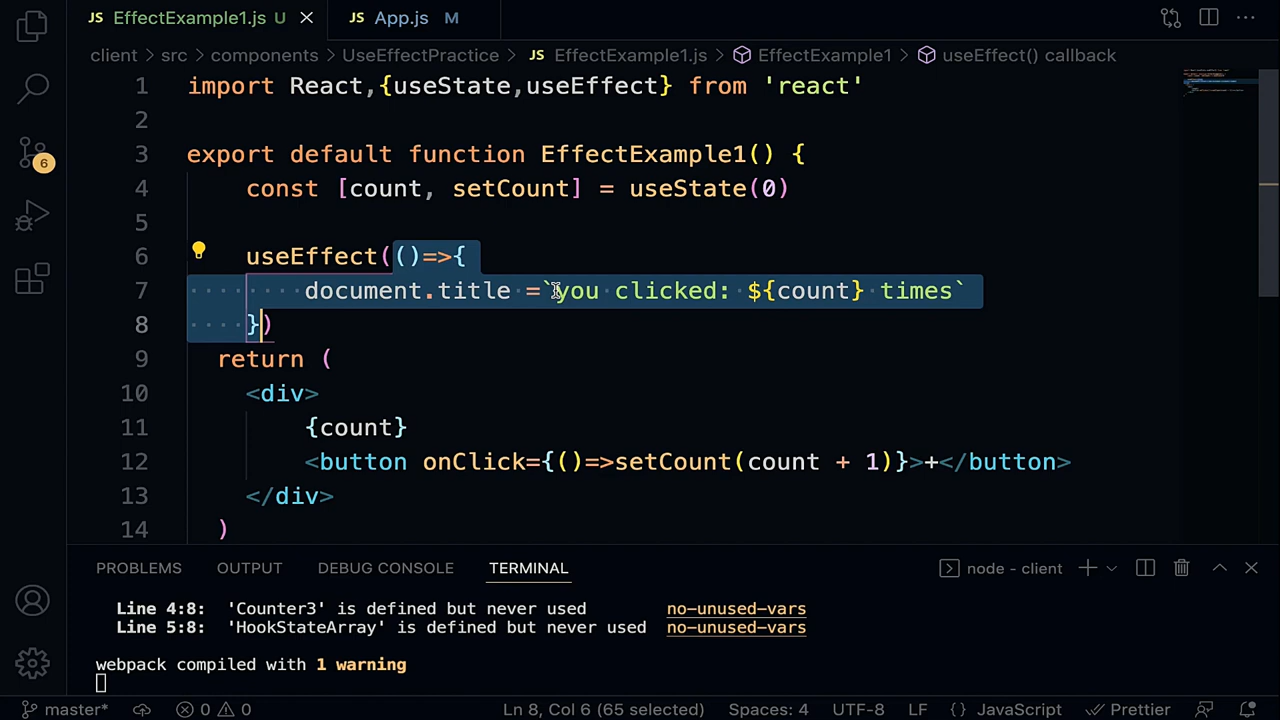 JS EffectExample1.js U × JS App.js M
client > src > components > UseEffectPractice > JS EffectExample1.js > EffectExample1 > useEffect() callback
1 import React,{useState,useEffect} from 'react'
2
3 export default function EffectExample1() {
4 const [count, setCount] = useState(0)
5
6 useEffect(()=>{
7 document.title =`you clicked: ${count} times`
8 })
9 return (
10 <div>
11 {count}
12 <button onClick={()=>setCount(count + 1)}>+</button>
13 </div>
14 )
6
PROBLEMS OUTPUT DEBUG CONSOLE TERMINAL node - client
Line 4:8: 'Counter3' is defined but never used no-unused-vars
Line 5:8: 'HookStateArray' is defined but never used no-unused-vars
webpack compiled with 1 warning
master* 0 0 Ln 8, Col 6 (65 selected) Spaces: 4 UTF-8 LF {} JavaScript Prettier